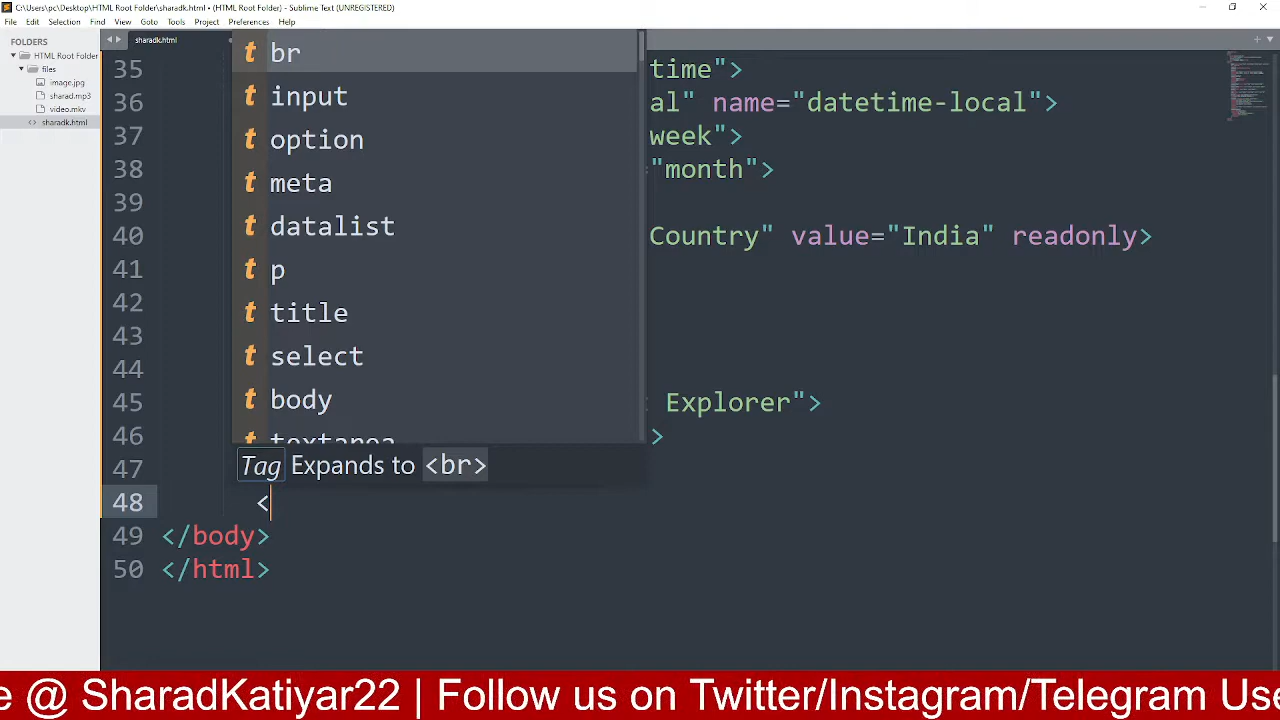 C:\Users\pc\Desktop\HTML Root Folder\sharadk.html • (HTML Root Folder) - Sublime Text (UNREGISTERED)
File Edit Selection Find View Goto Tools Project Preferences Help
FOLDERS
HTML Root Folder
files
image.jpg
sharad.mp3
video.mkv
sharadk.html
sharadk.html
br
input
option
meta
datalist
p
title
select
body
textarea
Tag Expands to <br>
35 time">
36 al" name="datetime-local">
37 week">
38 "month">
39
40 Country" value="India" readonly>
41
42
43
44
45 Explorer">
46 >
47
48 <
49 </body>
50 </html>
e @ SharadKatiyar22 | Follow us on Twitter/Instagram/Telegram Use